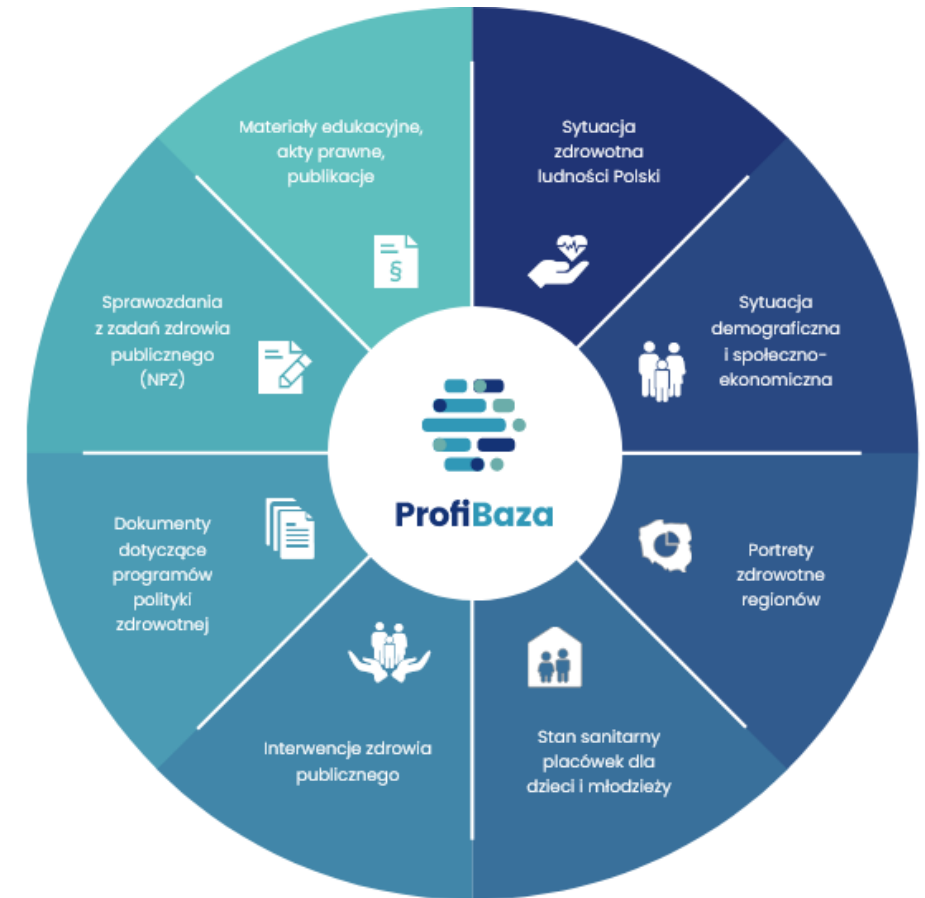 Materiały edukacyjne,
akty prawne,
publikacje
Sytuacja
zdrowotna
ludności Polski
§
Sprawozdania
z zadań zdrowia
publicznego
(NPZ)
Sytuacja
demograficzna
i społeczno-
ekonomiczna
ProfiBaza
Dokumenty
dotyczące
programów
polityki
zdrowotnej
Portrety
zdrowotne
regionów
Interwencje zdrowia
publicznego
Stan sanitarny
placówek dla
dzieci i młodzieży